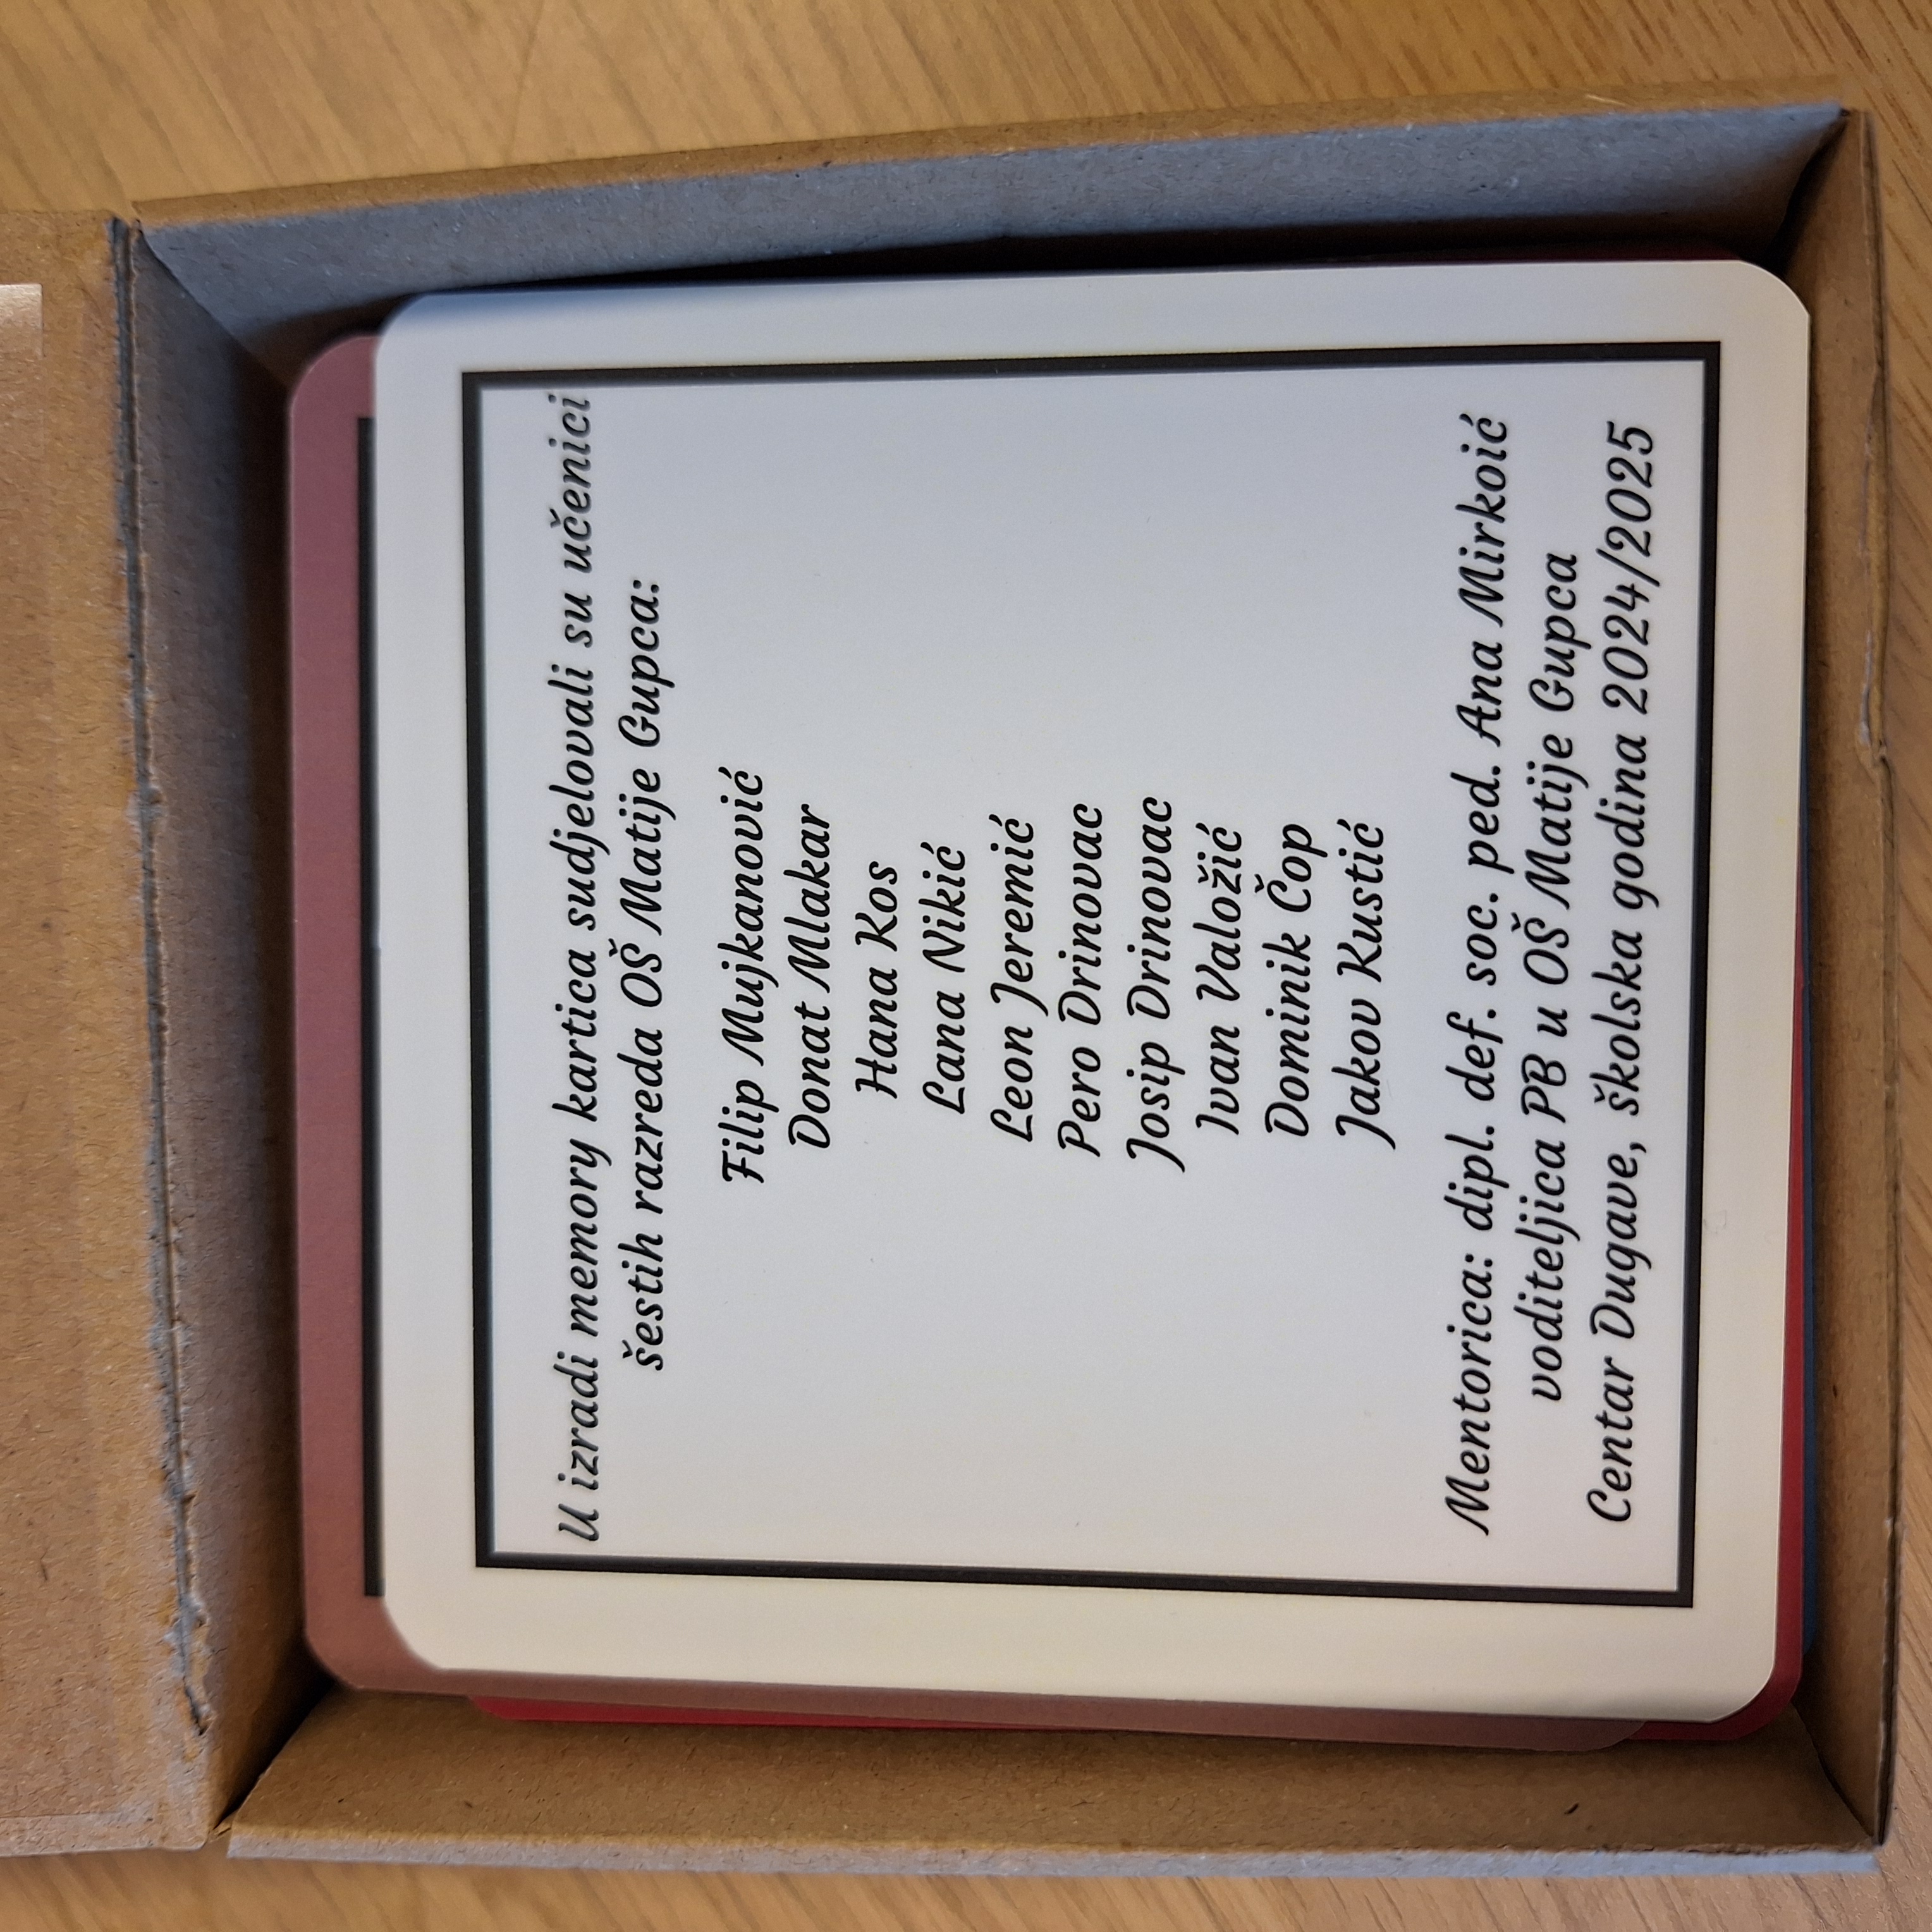 U izradi memory kartica sudjelovali su učenici
šestih razreda OŠ Matije Gupca:
Filip Mujkanović
Donat Mlakar
Hana Kos
Lana Nikić
Leon Jeremić
Pero Drinovac
Josip Drinovac
Ivan Valožić
Dominik Čop
Jakov Kustić
Mentorica: dipl. def. soc. ped. Ana Mirkoić
voditeljica PB u OŠ Matije Gupca
Centar Dugave, školska godina 2024/2025